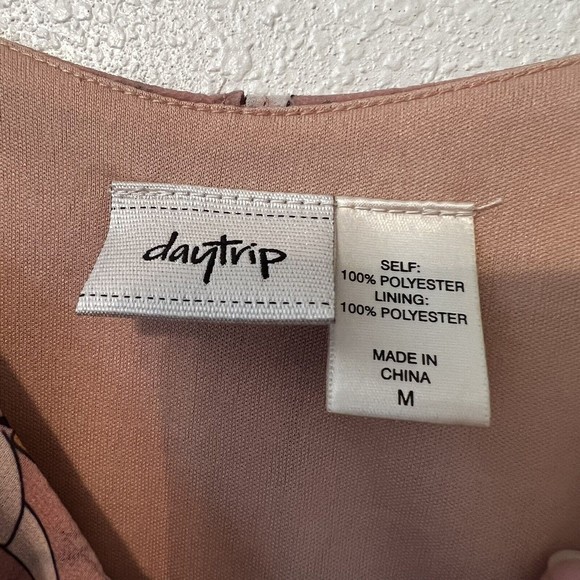 daytrip
SELF:
100% POLYESTER
LINING:
100% POLYESTER
MADE IN
CHINA
M